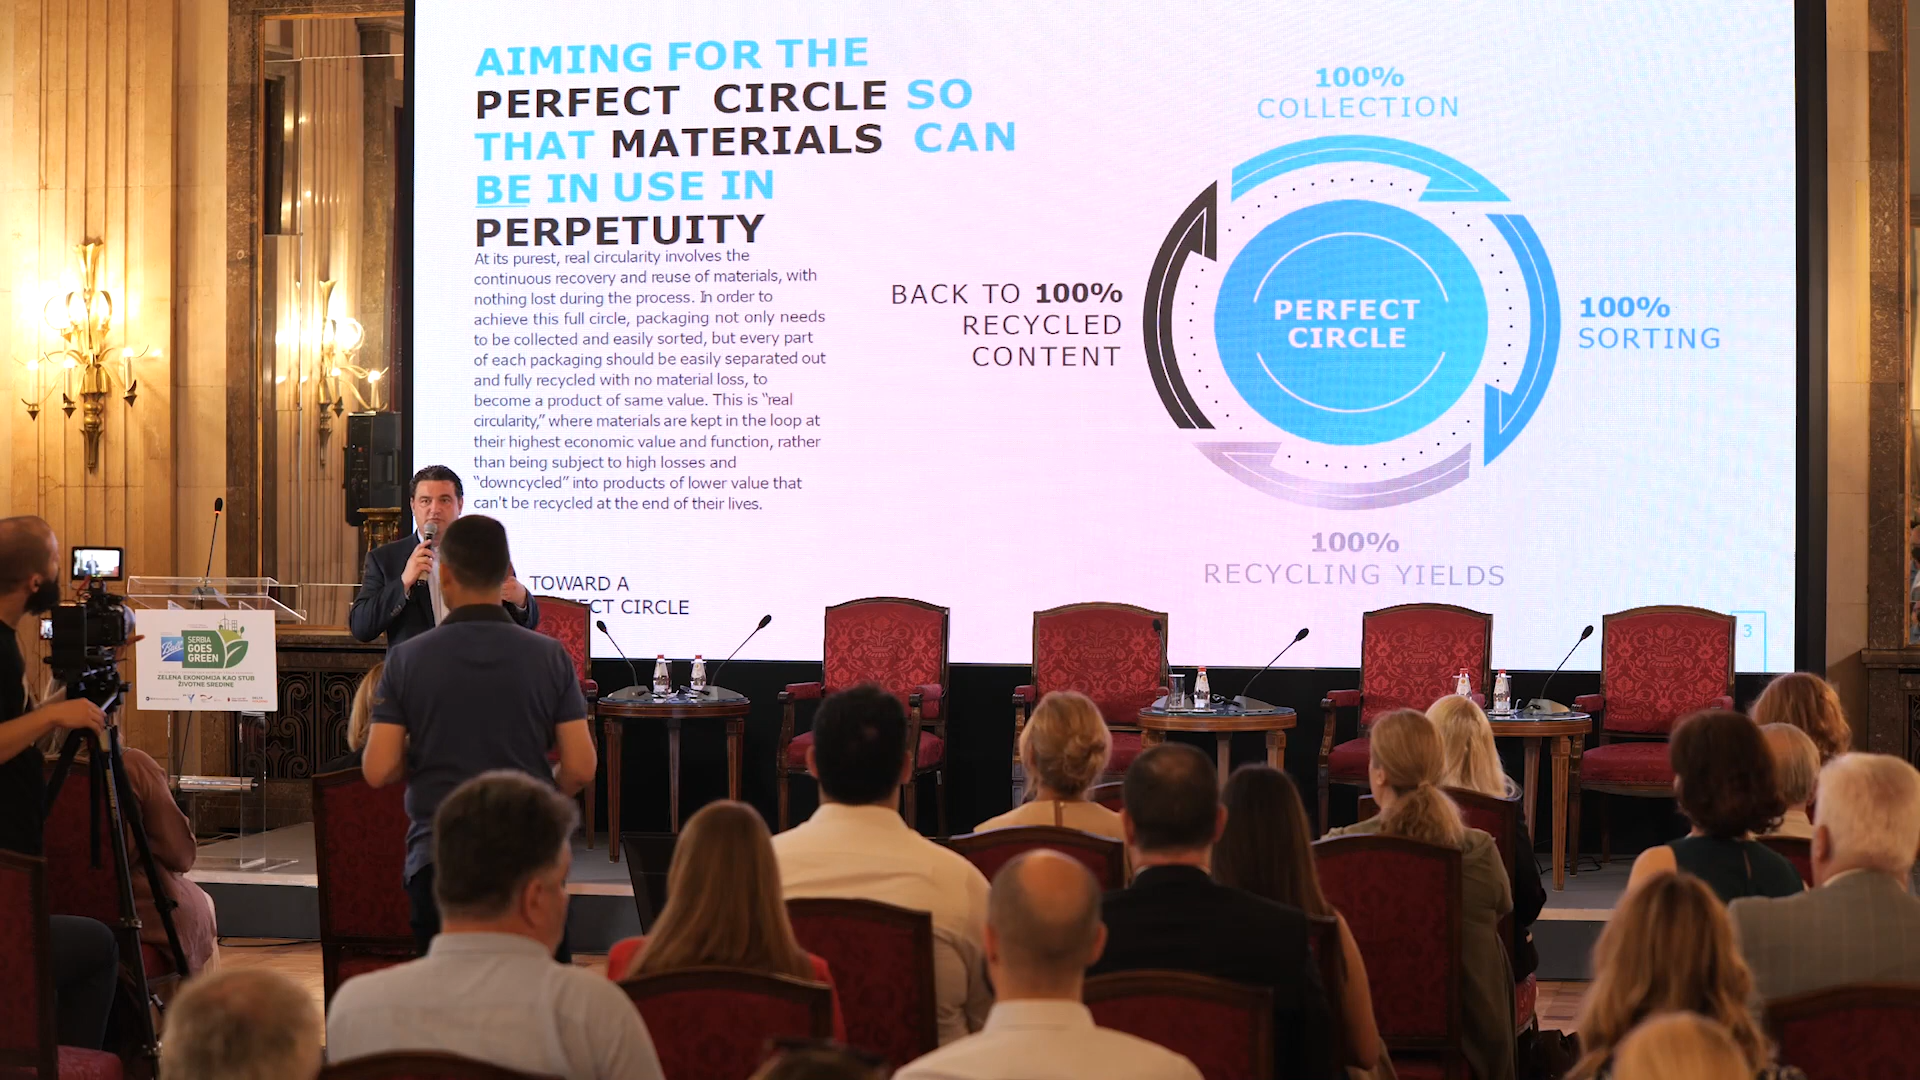 AIMING FOR THE
PERFECT CIRCLE SO
THAT MATERIALS CAN
BE IN USE IN
PERPETUITY
At its purest, real circularity involves the
continuous recovery and reuse of materials, with
nothing lost during the process. In order to
achieve this full circle, packaging not only needs
to be collected and easily sorted, but every part
of each packaging should be easily separated out
and fully recycled with no material loss, to
become a product of same value. This is “real
circularity,” where materials are kept in the loop at
their highest economic value and function, rather
than being subject to high losses and
“downcycled” into products of lower value that
can't be recycled at the end of their lives.
TOWARD A
CIRCLE
100%
COLLECTION
100%
SORTING
100%
RECYCLING YIELDS
BACK TO 100%
RECYCLED
CONTENT
PERFECT
CIRCLE
3
Ball
SERBIA
GOES
GREEN
ZELENA EKONOMIJA KAO STUB
ŽIVOTNE SREDINE